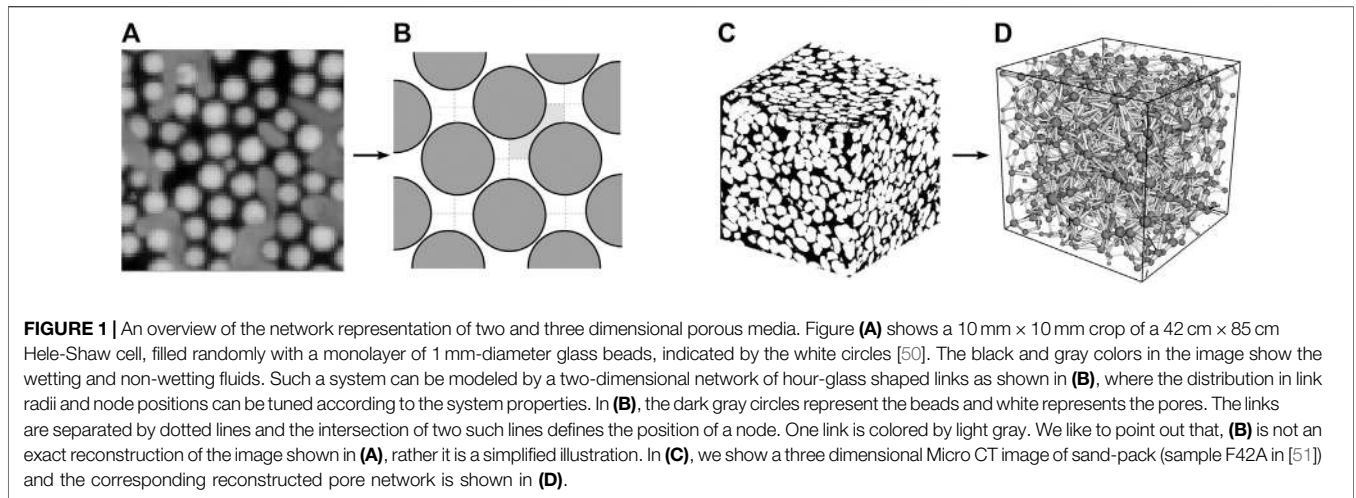 A
B
C
D
FIGURE 1 | An overview of the network representation of two and three dimensional porous media. Figure (A) shows a 10 mm × 10 mm crop of a 42 cm × 85 cm
Hele-Shaw cell, filled randomly with a monolayer of 1 mm-diameter glass beads, indicated by the white circles [50]. The black and gray colors in the image show the
wetting and non-wetting fluids. Such a system can be modeled by a two-dimensional network of hour-glass shaped links as shown in (B), where the distribution in link
radii and node positions can be tuned according to the system properties. In (B), the dark gray circles represent the beads and white represents the pores. The links
are separated by dotted lines and the intersection of two such lines defines the position of a node. One link is colored by light gray. We like to point out that, (B) is not an
exact reconstruction of the image shown in (A), rather it is a simplified illustration. In (C), we show a three dimensional Micro CT image of sand-pack (sample F42A in [51])
and the corresponding reconstructed pore network is shown in (D).